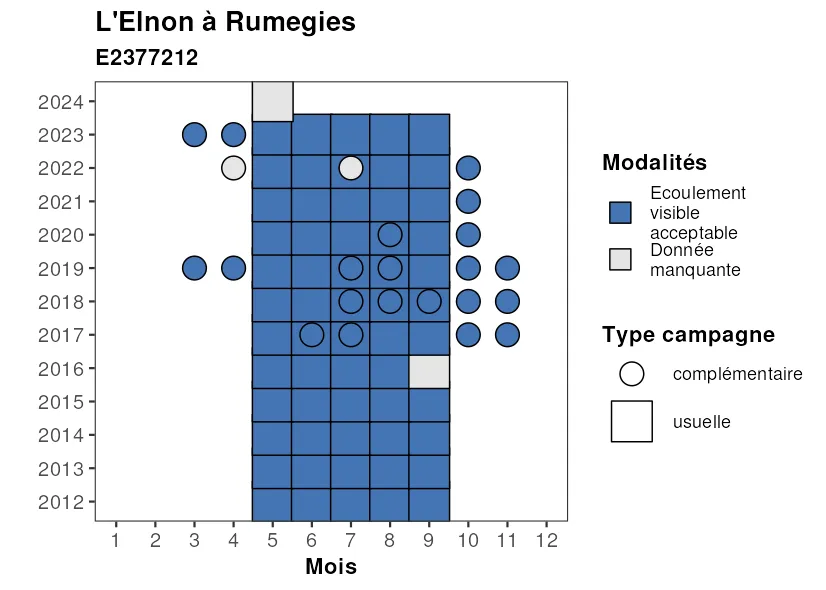 L'Elnon à Rumegies
E2377212
2024
2023
2022
2021
2020
2019
2018
2017
2016
2015
2014
2013
2012
1 2 3 4 5 6 7 8 9 10 11 12
Mois
Modalités
Ecoulement
visible
acceptable
Donnée
manquante
Type campagne
complémentaire
usuelle